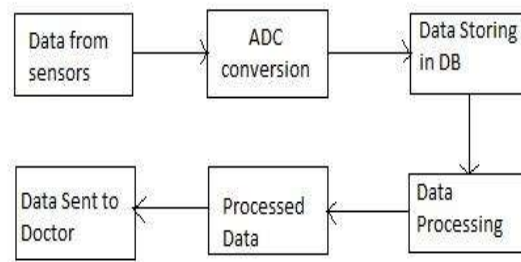 Data from
sensors
ADC
conversion
Data Storing
in DB
Data
Processing
Processed
Data
Data Sent to
Doctor